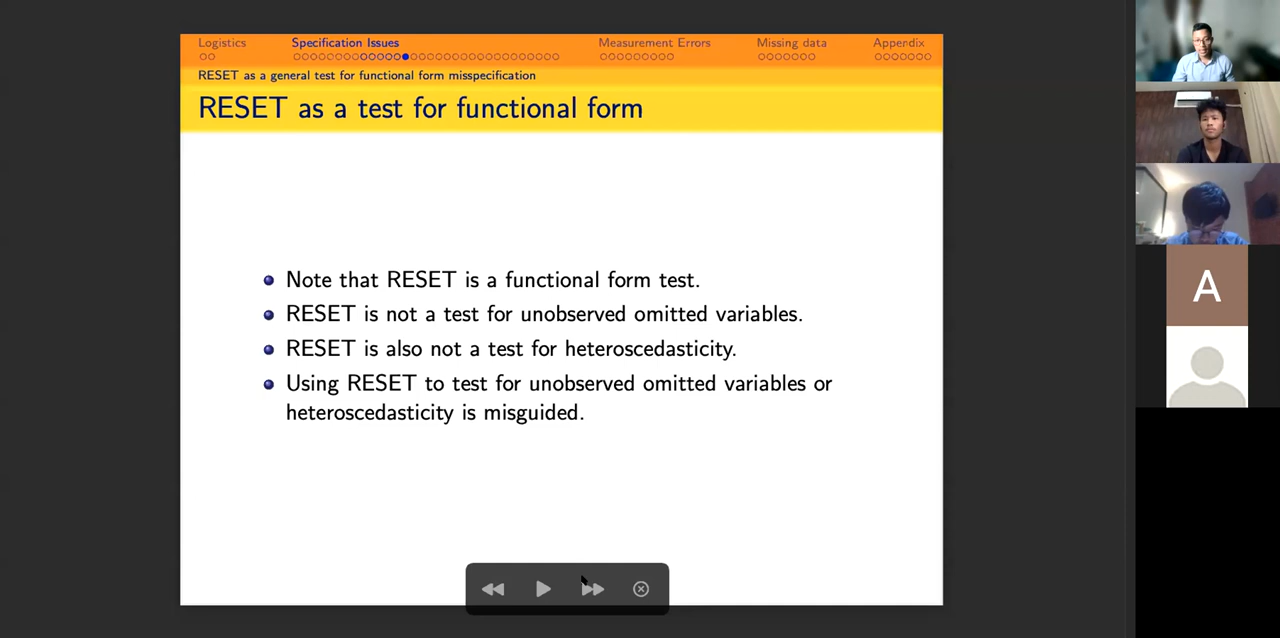 Logistics
Specification Issues
Measurement Errors
Missing data
Appendix
RESET as a general test for functional form misspecification
RESET as a test for functional form
Note that RESET is a functional form test.
RESET is not a test for unobserved omitted variables.
RESET is also not a test for heteroscedasticity.
Using RESET to test for unobserved omitted variables or
heteroscedasticity is misguided.
A